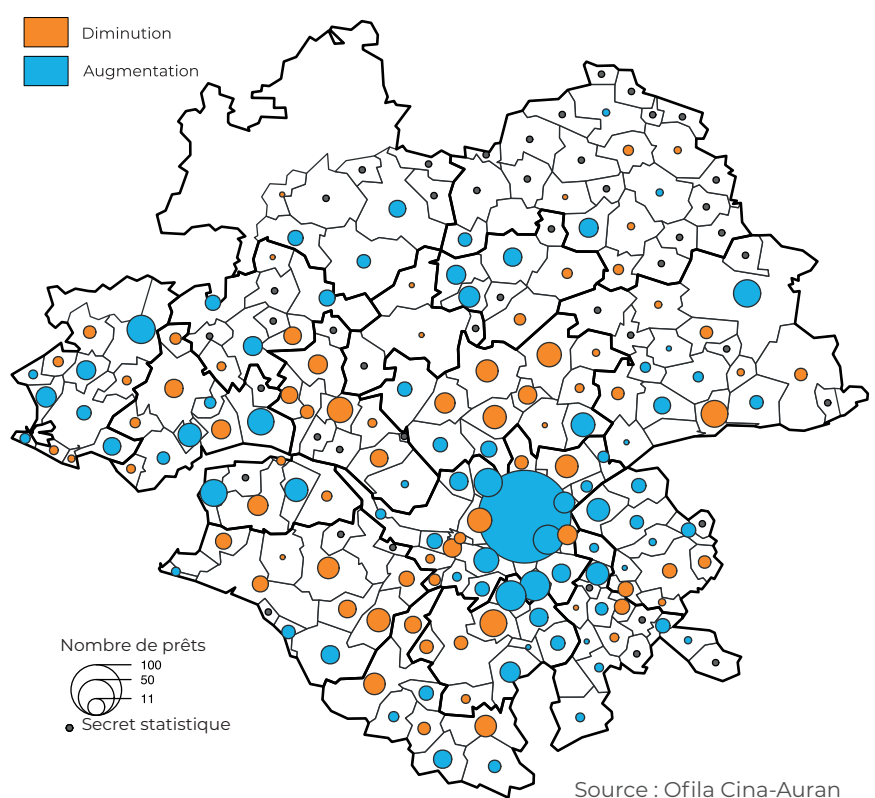 Diminution
Augmentation
Nombre de prêts
100
50
11
Secret statistique
Source : Ofila Cina-Auran